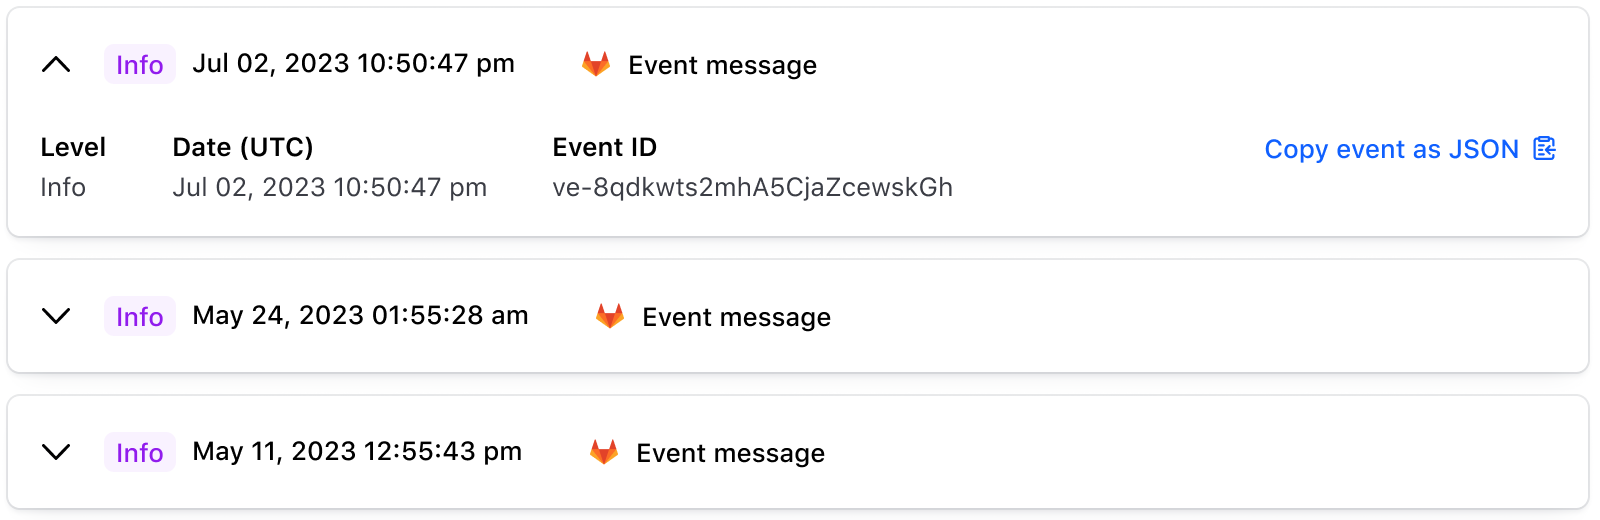 Info Jul 02, 2023 10:50:47 pm Event message
Level Date (UTC) Event ID Copy event as JSON
Info Jul 02, 2023 10:50:47 pm ve-8qdkwts2mhA5CjaZcewskGh
Info May 24, 2023 01:55:28 am Event message
Info May 11, 2023 12:55:43 pm Event message